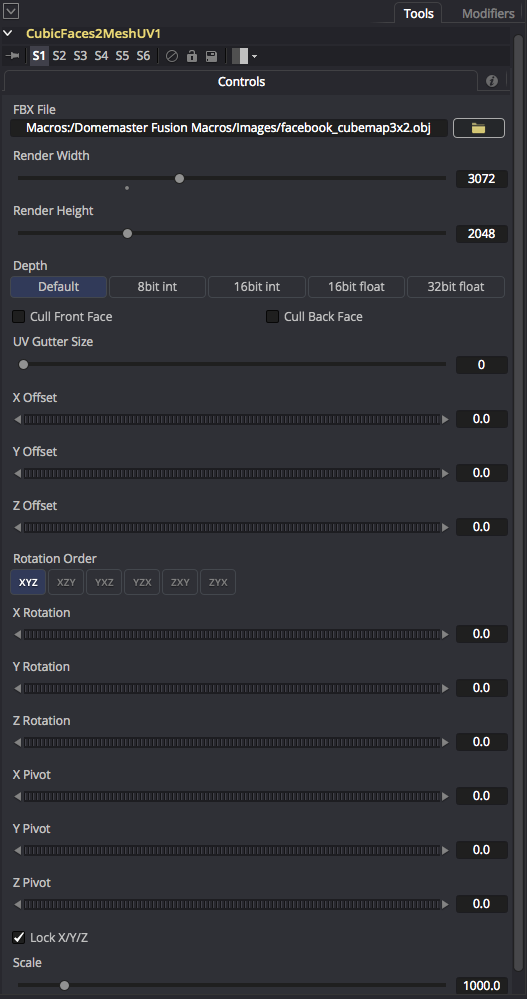 Tools Modifiers
CubicFaces2MeshUV1
S1 S2 S3 S4 S5 S6
Controls
FBX File
Macros:/Domemaster Fusion Macros/Images/facebook_cubemap3x2.obj
Render Width
3072
Render Height
2048
Depth
Default 8bit int 16bit int 16bit float 32bit float
Cull Front Face Cull Back Face
UV Gutter Size
0
X Offset
0.0
Y Offset
0.0
Z Offset
0.0
Rotation Order
XYZ XZY YXZ YZX ZXY ZYX
X Rotation
0.0
Y Rotation
0.0
Z Rotation
0.0
X Pivot
0.0
Y Pivot
0.0
Z Pivot
0.0
Lock X/Y/Z
Scale
1000.0